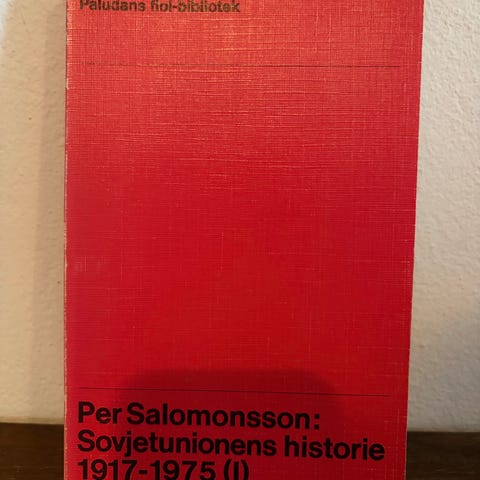 Paludans fiol-bibliotek
Per Salomonsson:
Sovjetunionens historie
1917-1975 (I)